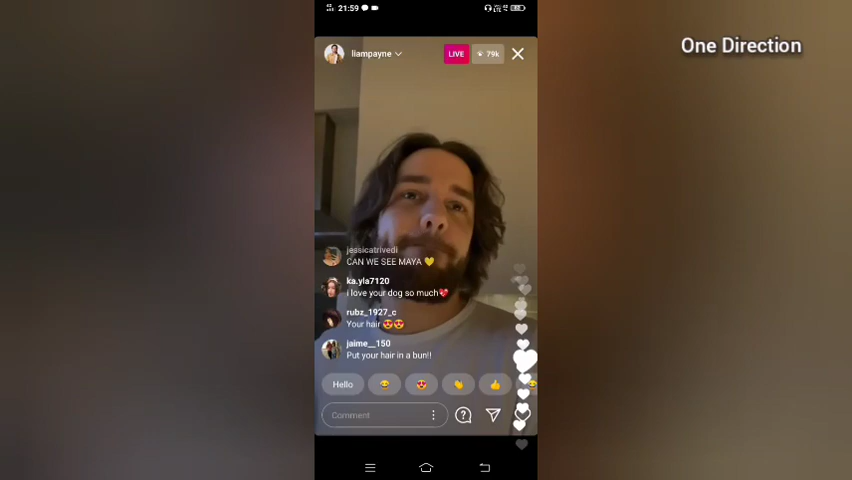 21:59
One Direction
liampayne
LIVE
79k
jessicatrivedi
CAN WE SEE MAYA 💛
ka.yla7120
i love your dog so much💖
rubz_1927_c
Your hair 😍😍
jaime__150
Put your hair in a bun!!
Hello 😂 😍 👏 👍 😂
Comment